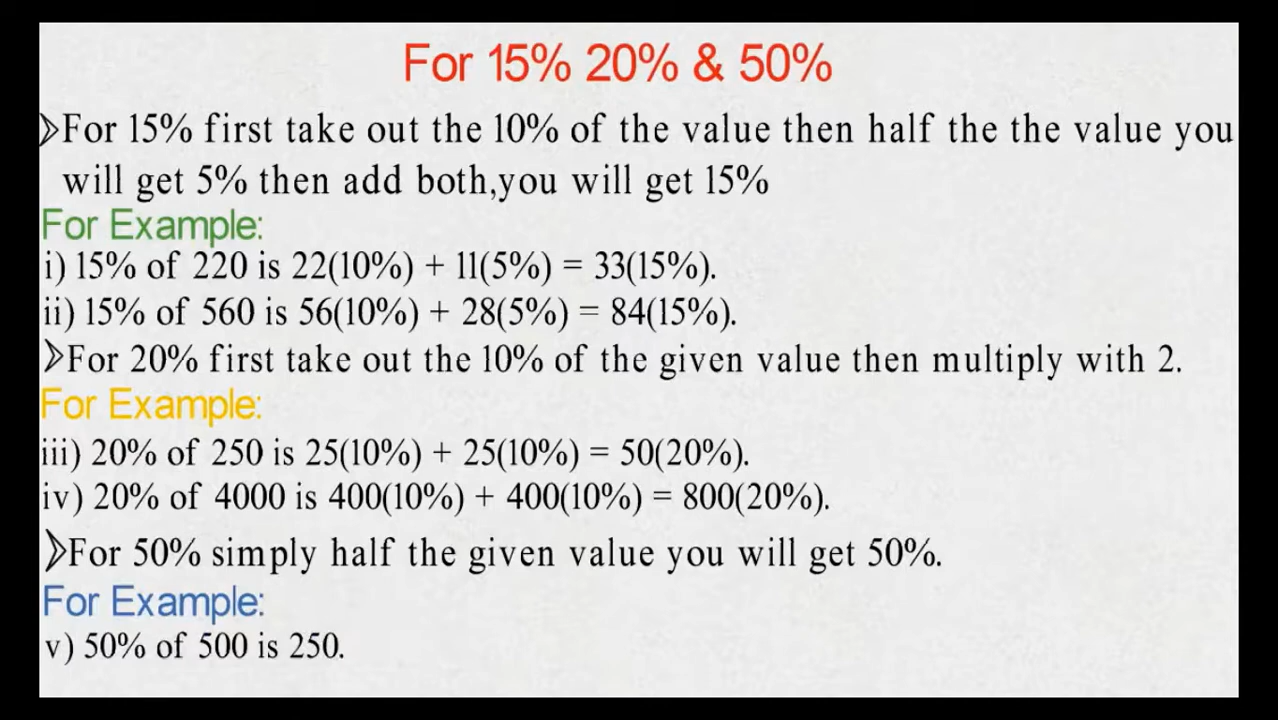 For 15% 20% & 50%
For 15% first take out the 10% of the value then half the the value you
will get 5% then add both,you will get 15%
For Example:
i) 15% of 220 is 22(10%) + 11(5%) = 33(15%).
ii) 15% of 560 is 56(10%) + 28(5%) = 84(15%).
For 20% first take out the 10% of the given value then multiply with 2.
For Example:
iii) 20% of 250 is 25(10%) + 25(10%) = 50(20%).
iv) 20% of 4000 is 400(10%) + 400(10%) = 800(20%).
For 50% simply half the given value you will get 50%.
For Example:
v) 50% of 500 is 250.